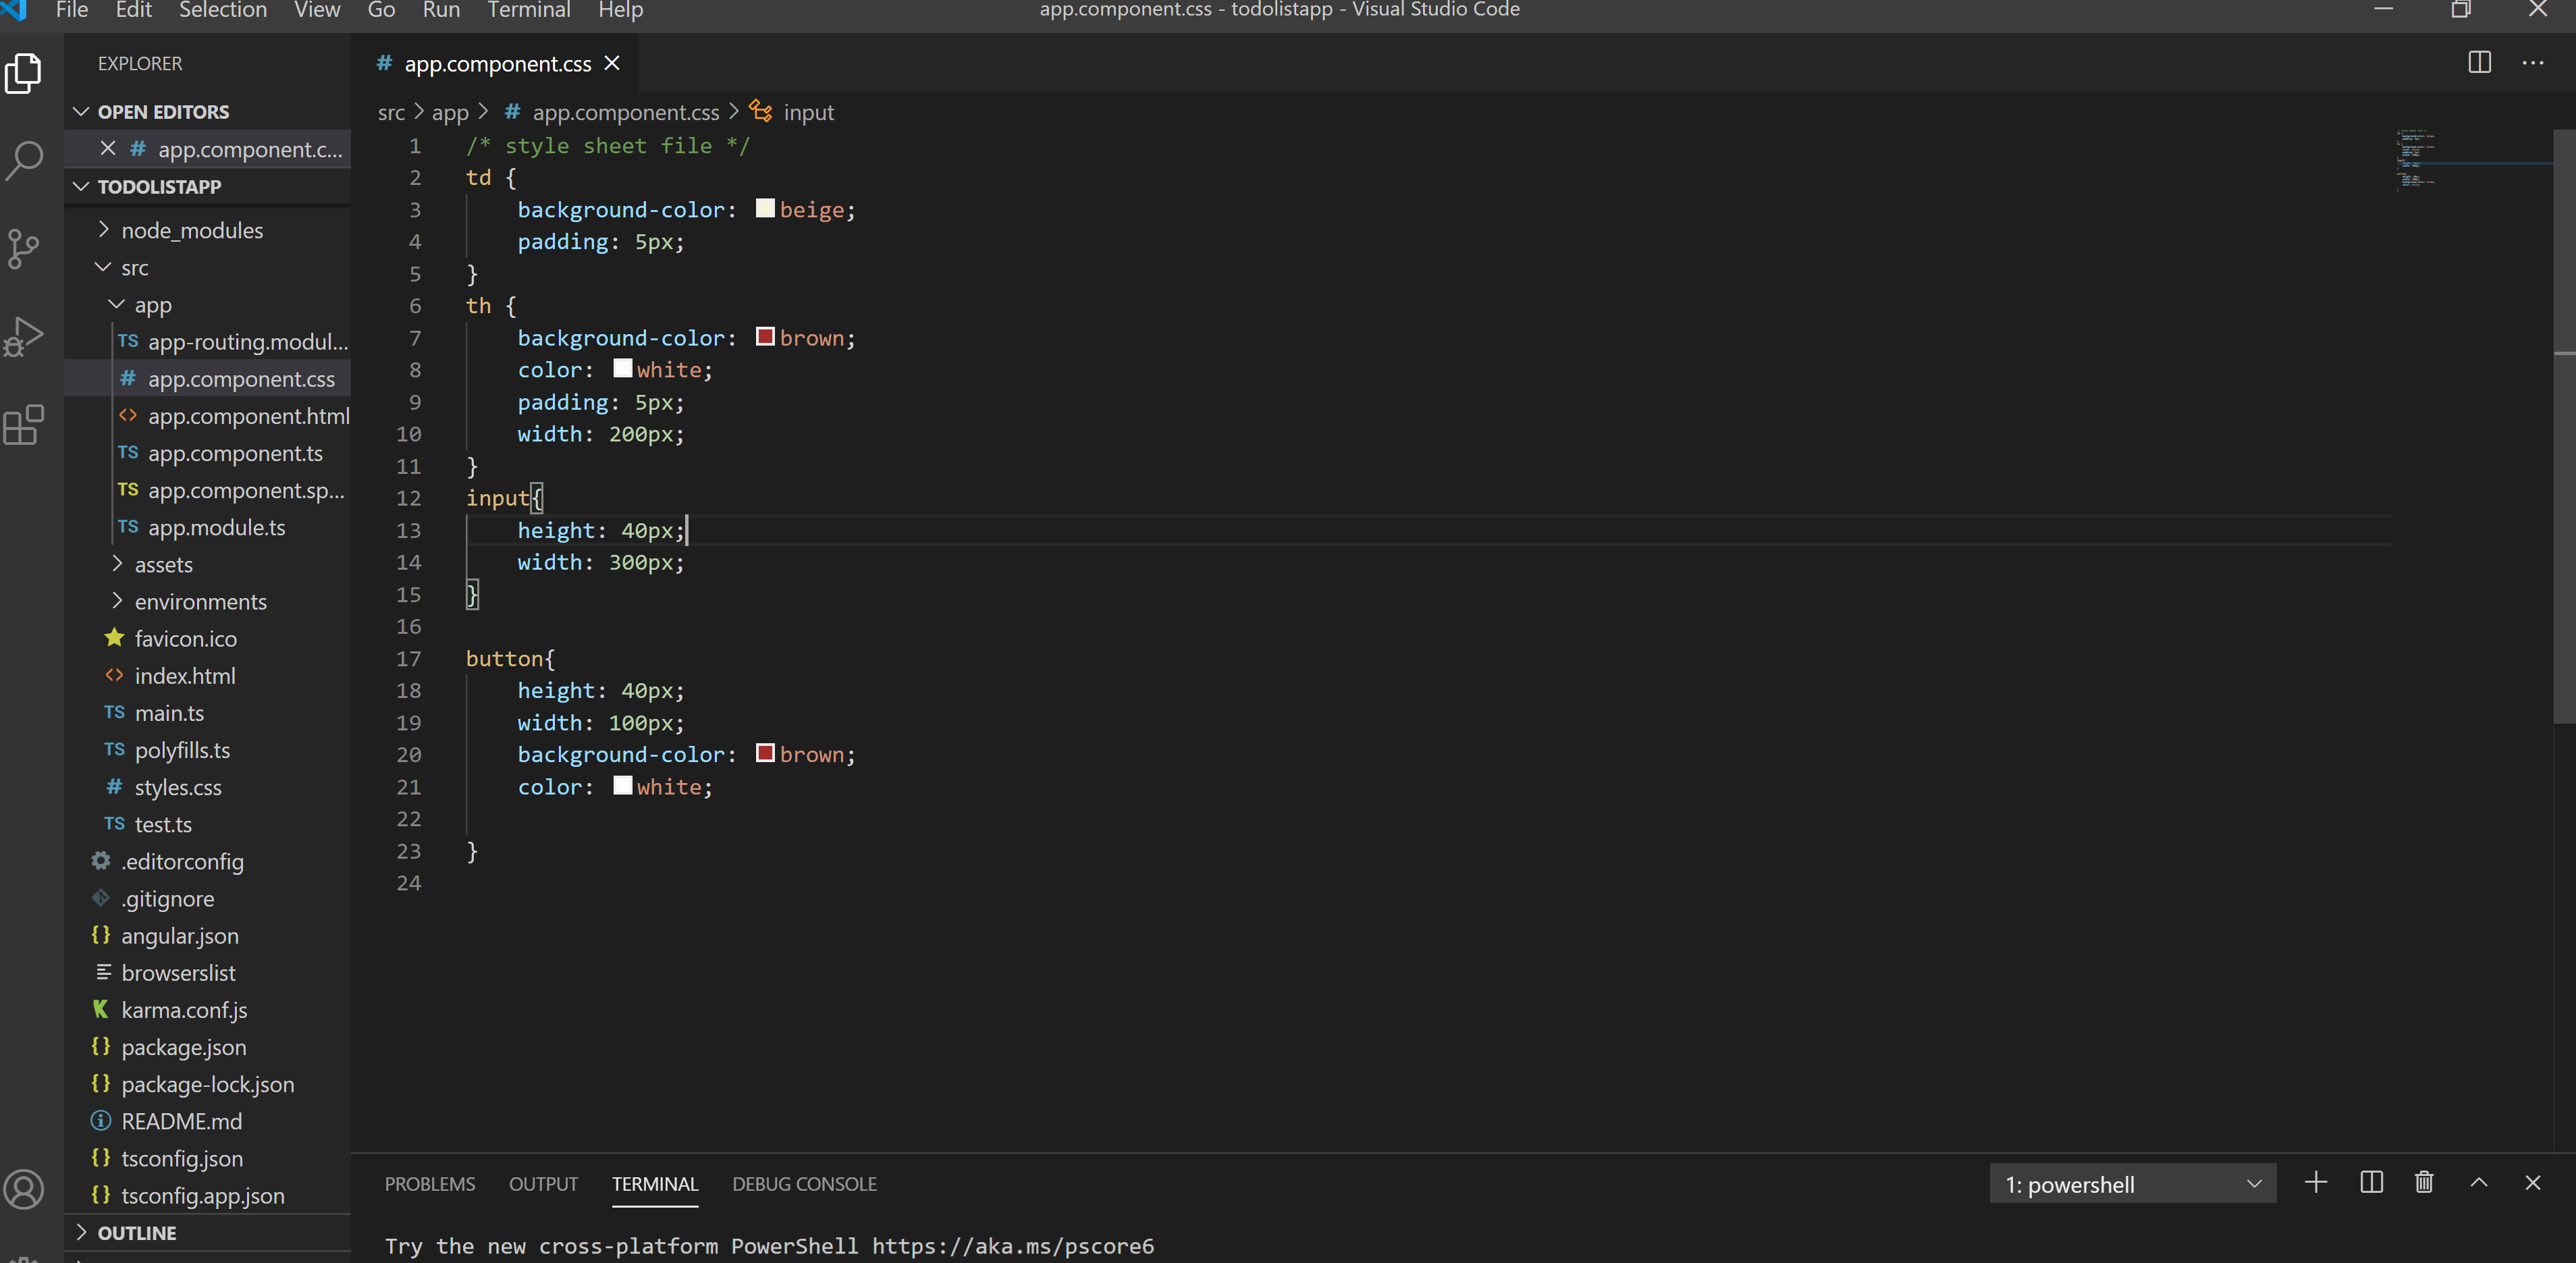 File Edit Selection View Go Run Terminal Help
app.component.css - todolistapp - Visual Studio Code
EXPLORER
OPEN EDITORS
# app.component.c...
TODOLISTAPP
node_modules
src
app
TS app-routing.modul...
# app.component.css
<> app.component.html
TS app.component.ts
TS app.component.sp...
TS app.module.ts
assets
environments
favicon.ico
<> index.html
TS main.ts
TS polyfills.ts
# styles.css
TS test.ts
.editorconfig
.gitignore
{} angular.json
browserslist
karma.conf.js
{} package.json
{} package-lock.json
README.md
{} tsconfig.json
{} tsconfig.app.json
OUTLINE
# app.component.css
src > app > # app.component.css > input
1 /* style sheet file */
2 td {
3 background-color: beige;
4 padding: 5px;
5 }
6 th {
7 background-color: brown;
8 color: white;
9 padding: 5px;
10 width: 200px;
11 }
12 input{
13 height: 40px;
14 width: 300px;
15 }
16
17 button{
18 height: 40px;
19 width: 100px;
20 background-color: brown;
21 color: white;
22
23 }
24
PROBLEMS OUTPUT TERMINAL DEBUG CONSOLE
1: powershell
Try the new cross-platform PowerShell https://aka.ms/pscore6